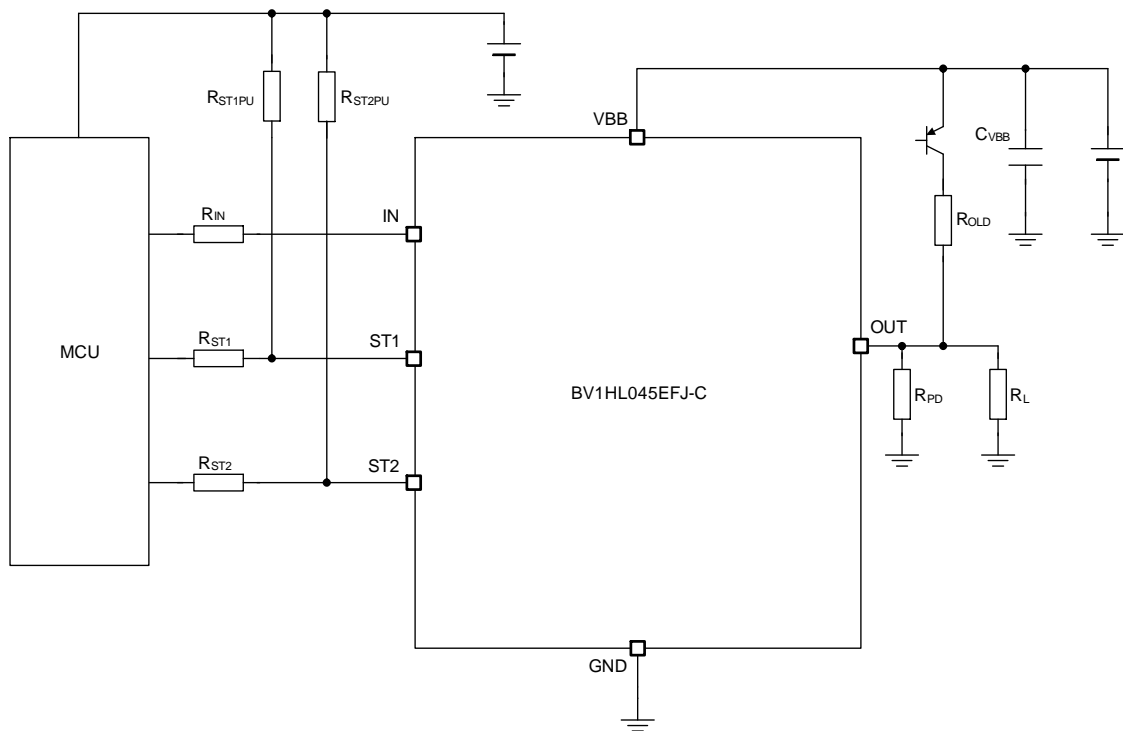 RST1PU
RST2PU
VBB
CVBB
RIN
IN
ROLD
MCU
RST1
ST1
OUT
BV1HL045EFJ-C
RPD
RL
RST2
ST2
GND